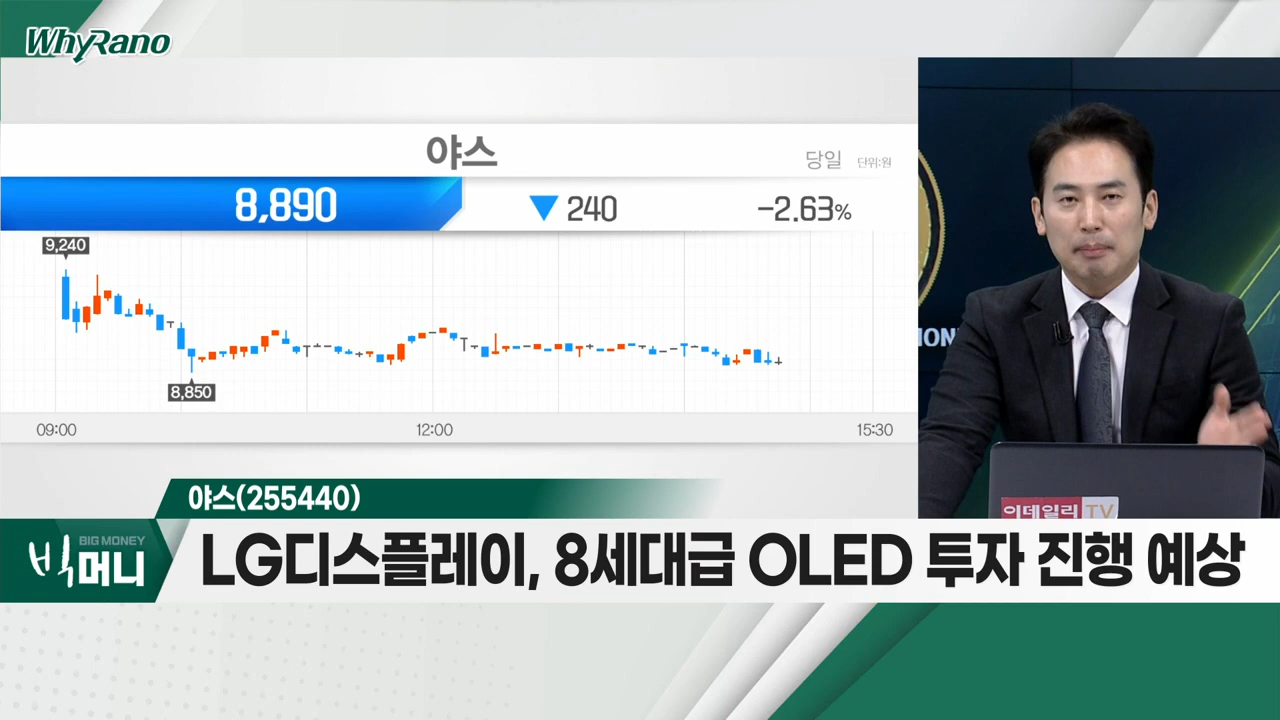 WhyRano
야스
당일 단위:원
8,890 ▼ 240 -2.63%
9,240
8,850
09:00 12:00 15:30
야스(255440)
BIG MONEY
빅머니
LG디스플레이, 8세대급 OLED 투자 진행 예상
이데일리 TV